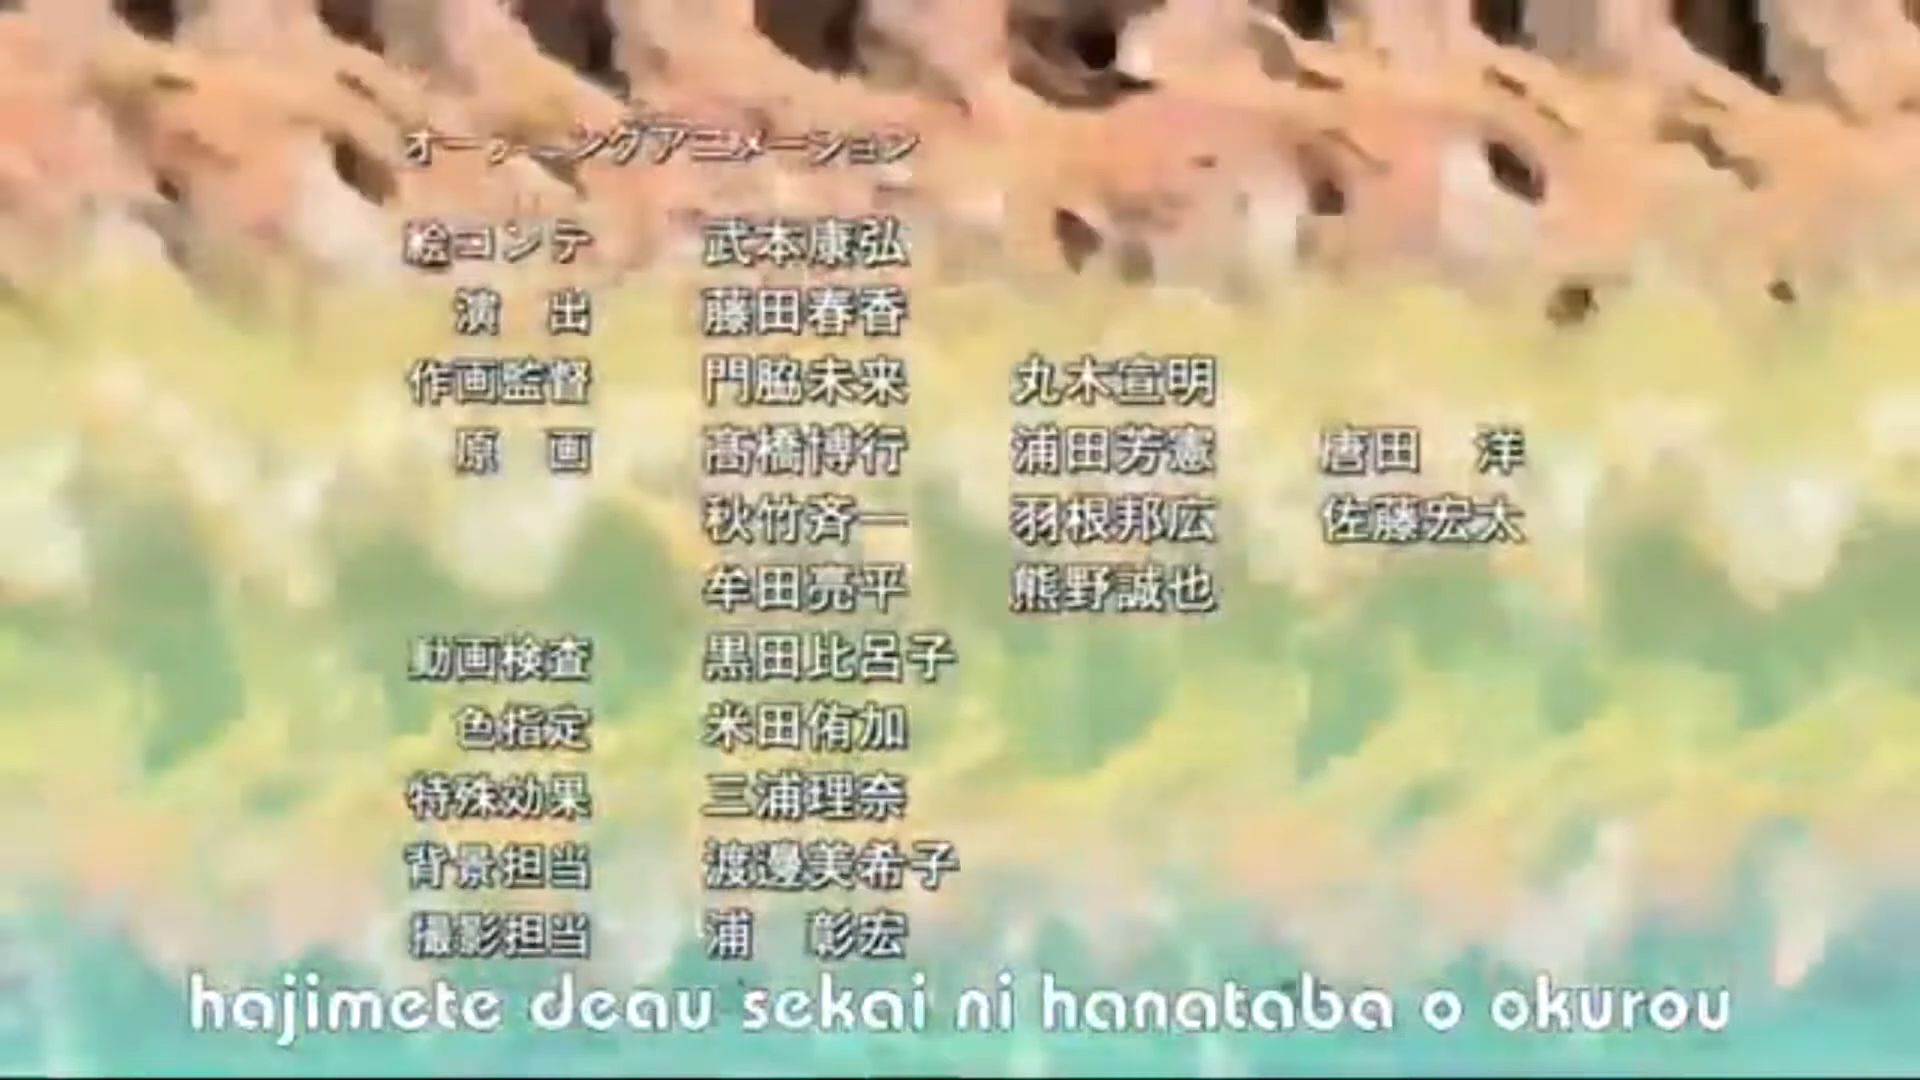 オープニングアニメーション
絵コンテ 武本康弘
演 出 藤田春香
作画監督 門脇未来 丸木宣明
原 画 高橋博行 浦田芳憲 唐田 洋
秋竹斉一 羽根邦広 佐藤宏太
牟田亮平 熊野誠也
動画検査 黒田比呂子
色指定 米田侑加
特殊効果 三浦理奈
背景担当 渡邊美希子
撮影担当 浦 彰宏
hajimete deau sekai ni hanataba o okurou